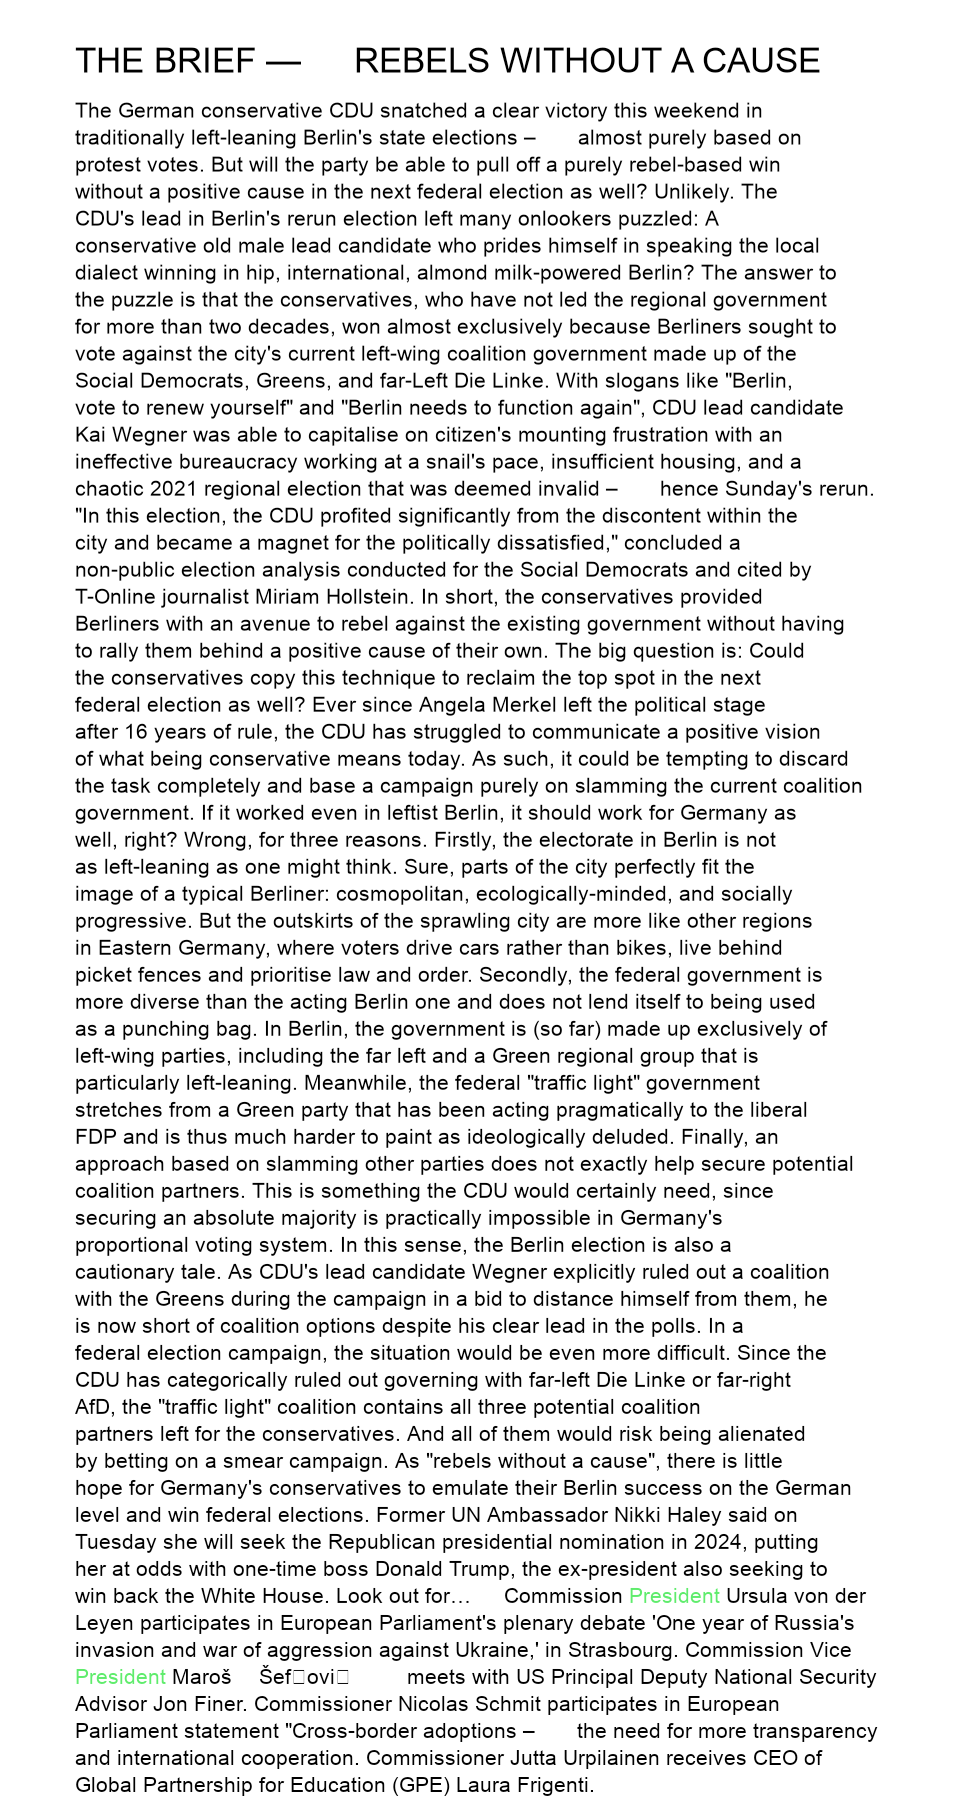 THE BRIEF — REBELS WITHOUT A CAUSE
The German conservative CDU snatched a clear victory this weekend in
traditionally left-leaning Berlin's state elections – almost purely based on
protest votes. But will the party be able to pull off a purely rebel-based win
without a positive cause in the next federal election as well? Unlikely. The
CDU's lead in Berlin's rerun election left many onlookers puzzled: A
conservative old male lead candidate who prides himself in speaking the local
dialect winning in hip, international, almond milk-powered Berlin? The answer to
the puzzle is that the conservatives, who have not led the regional government
for more than two decades, won almost exclusively because Berliners sought to
vote against the city's current left-wing coalition government made up of the
Social Democrats, Greens, and far-Left Die Linke. With slogans like "Berlin,
vote to renew yourself" and "Berlin needs to function again", CDU lead candidate
Kai Wegner was able to capitalise on citizen's mounting frustration with an
ineffective bureaucracy working at a snail's pace, insufficient housing, and a
chaotic 2021 regional election that was deemed invalid – hence Sunday's rerun.
"In this election, the CDU profited significantly from the discontent within the
city and became a magnet for the politically dissatisfied," concluded a
non-public election analysis conducted for the Social Democrats and cited by
T-Online journalist Miriam Hollstein. In short, the conservatives provided
Berliners with an avenue to rebel against the existing government without having
to rally them behind a positive cause of their own. The big question is: Could
the conservatives copy this technique to reclaim the top spot in the next
federal election as well? Ever since Angela Merkel left the political stage
after 16 years of rule, the CDU has struggled to communicate a positive vision
of what being conservative means today. As such, it could be tempting to discard
the task completely and base a campaign purely on slamming the current coalition
government. If it worked even in leftist Berlin, it should work for Germany as
well, right? Wrong, for three reasons. Firstly, the electorate in Berlin is not
as left-leaning as one might think. Sure, parts of the city perfectly fit the
image of a typical Berliner: cosmopolitan, ecologically-minded, and socially
progressive. But the outskirts of the sprawling city are more like other regions
in Eastern Germany, where voters drive cars rather than bikes, live behind
picket fences and prioritise law and order. Secondly, the federal government is
more diverse than the acting Berlin one and does not lend itself to being used
as a punching bag. In Berlin, the government is (so far) made up exclusively of
left-wing parties, including the far left and a Green regional group that is
particularly left-leaning. Meanwhile, the federal "traffic light" government
stretches from a Green party that has been acting pragmatically to the liberal
FDP and is thus much harder to paint as ideologically deluded. Finally, an
approach based on slamming other parties does not exactly help secure potential
coalition partners. This is something the CDU would certainly need, since
securing an absolute majority is practically impossible in Germany's
proportional voting system. In this sense, the Berlin election is also a
cautionary tale. As CDU's lead candidate Wegner explicitly ruled out a coalition
with the Greens during the campaign in a bid to distance himself from them, he
is now short of coalition options despite his clear lead in the polls. In a
federal election campaign, the situation would be even more difficult. Since the
CDU has categorically ruled out governing with far-left Die Linke or far-right
AfD, the "traffic light" coalition contains all three potential coalition
partners left for the conservatives. And all of them would risk being alienated
by betting on a smear campaign. As "rebels without a cause", there is little
hope for Germany's conservatives to emulate their Berlin success on the German
level and win federal elections. Former UN Ambassador Nikki Haley said on
Tuesday she will seek the Republican presidential nomination in 2024, putting
her at odds with one-time boss Donald Trump, the ex-president also seeking to
win back the White House. Look out for… Commission President Ursula von der
Leyen participates in European Parliament's plenary debate 'One year of Russia's
invasion and war of aggression against Ukraine,' in Strasbourg. Commission Vice
President Maroš Šef□ovi□ meets with US Principal Deputy National Security
Advisor Jon Finer. Commissioner Nicolas Schmit participates in European
Parliament statement "Cross-border adoptions – the need for more transparency
and international cooperation. Commissioner Jutta Urpilainen receives CEO of
Global Partnership for Education (GPE) Laura Frigenti.